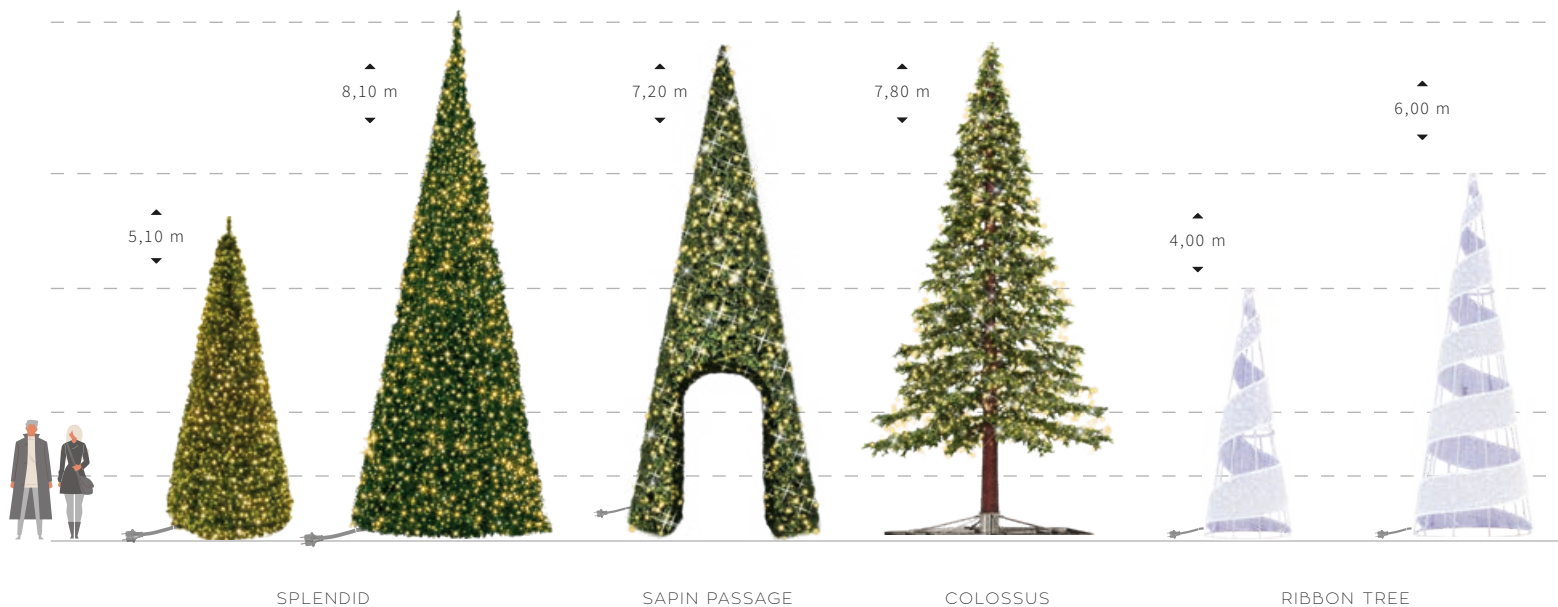 8,10 m
7,20 m
7,80 m
6,00 m
5,10 m
4,00 m
SPLENDID
SAPIN PASSAGE
COLOSSUS
RIBBON TREE